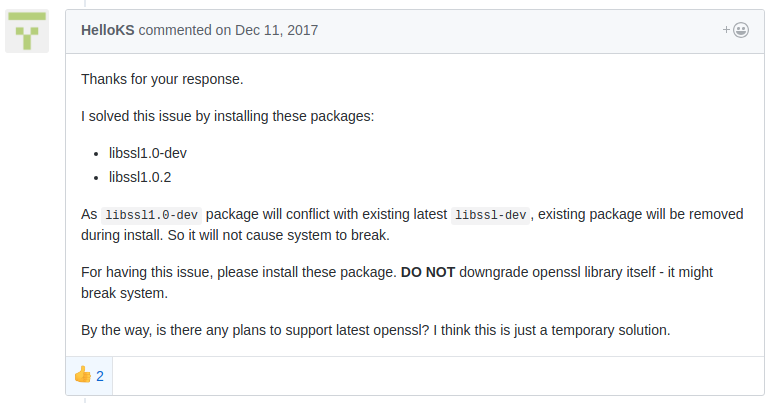 HelloKS commented on Dec 11, 2017
+
Thanks for your response.
I solved this issue by installing these packages:
• libssl1.0-dev
• libssl1.0.2
As libssl1.0-dev package will conflict with existing latest libssl-dev, existing package will be removed
during install. So it will not cause system to break.
For having this issue, please install these package. DO NOT downgrade openssl library itself - it might
break system.
By the way, is there any plans to support latest openssl? I think this is just a temporary solution.
👍 2